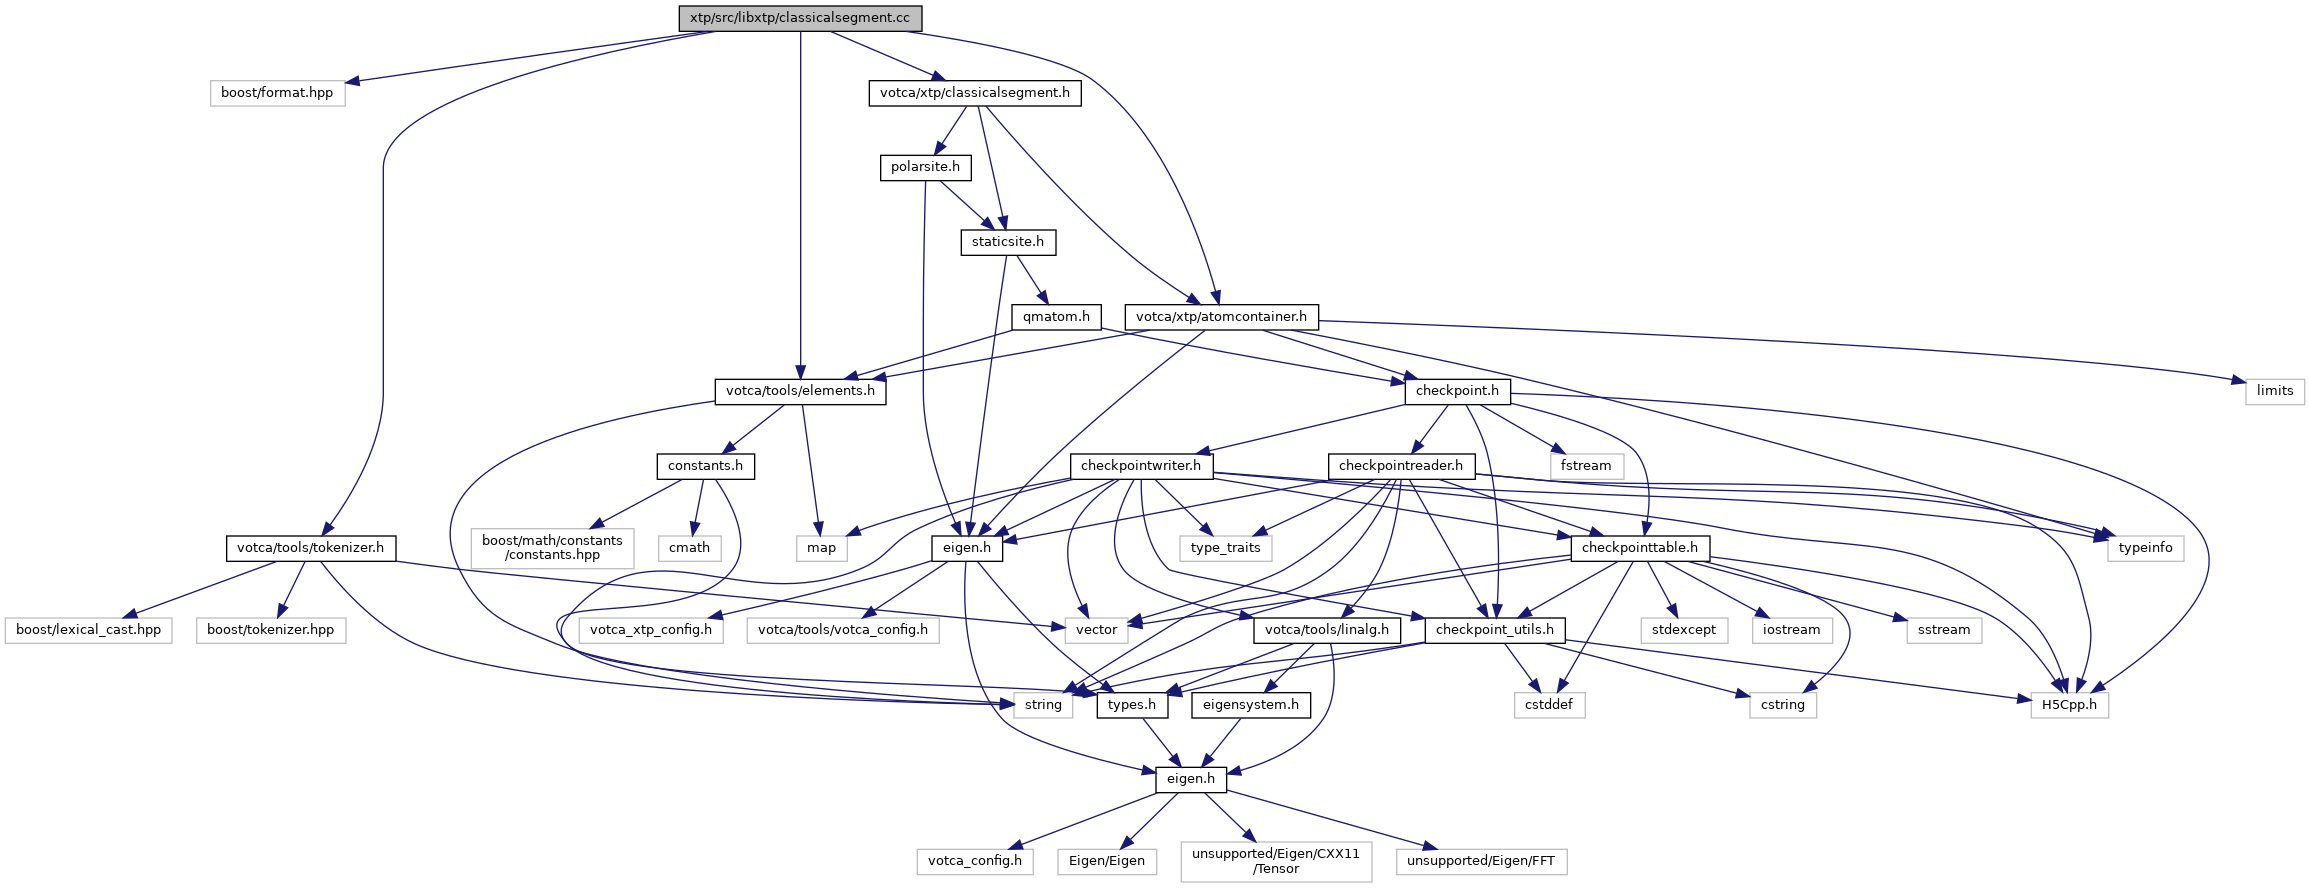 xtp/src/libxtp/classicalsegment.cc
boost/format.hpp
votca/xtp/classicalsegment.h
polarsite.h
staticsite.h
qmatom.h
votca/xtp/atomcontainer.h
votca/tools/elements.h
checkpoint.h
limits
constants.h
checkpointwriter.h
checkpointreader.h
fstream
votca/tools/tokenizer.h
boost/math/constants
/constants.hpp
cmath
map
eigen.h
type_traits
checkpointtable.h
typeinfo
boost/lexical_cast.hpp
boost/tokenizer.hpp
votca_xtp_config.h
votca/tools/votca_config.h
vector
votca/tools/linalg.h
checkpoint_utils.h
stdexcept
iostream
sstream
string
types.h
eigensystem.h
cstddef
cstring
H5Cpp.h
eigen.h
votca_config.h
Eigen/Eigen
unsupported/Eigen/CXX11
/Tensor
unsupported/Eigen/FFT